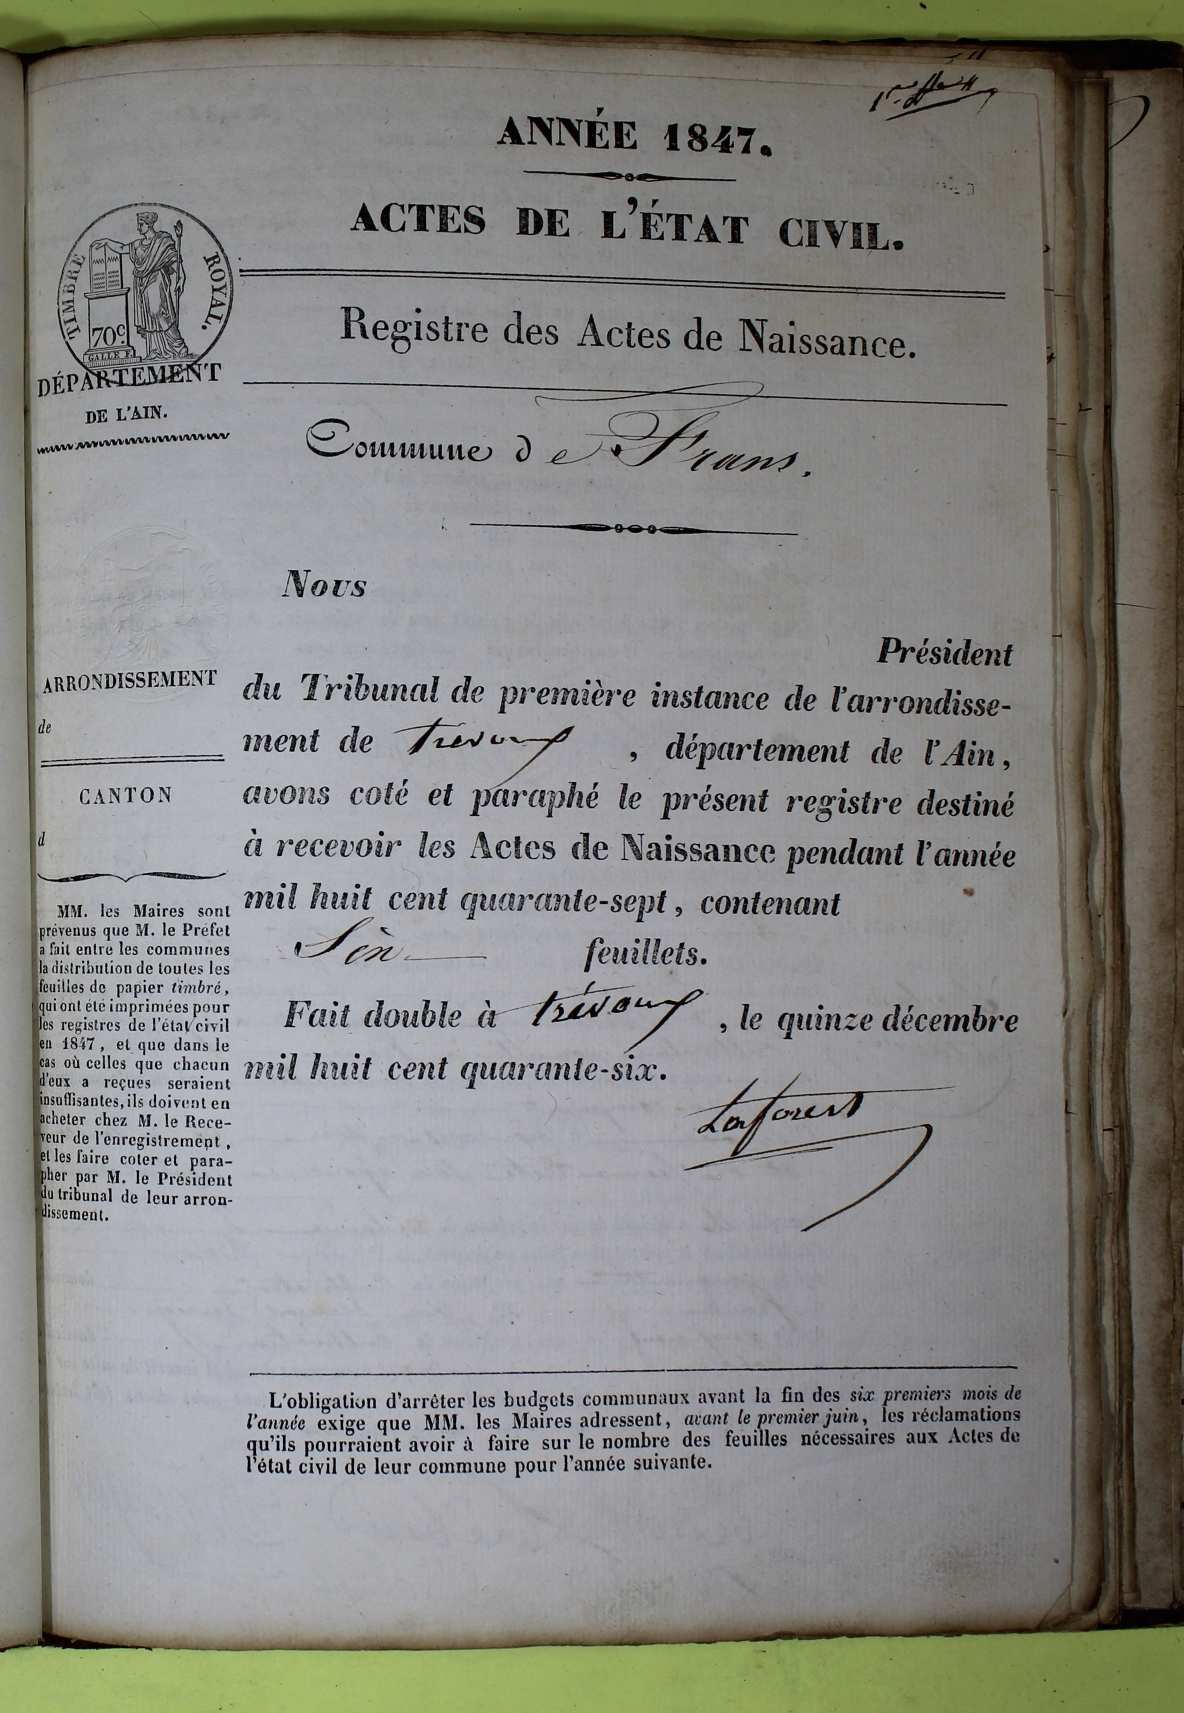 ANNÉE 1847.
ACTES DE L'ÉTAT CIVIL.
TIMBRE ROYAL.
70c
GALLE F.
Registre des Actes de Naissance.
DÉPARTEMENT
DE L'AIN.
Commune de Frans.
Nous
Président
du Tribunal de première instance de l'arrondisse-
ment de trévoux, département de l'Ain,
avons coté et paraphé le présent registre destiné
à recevoir les Actes de Naissance pendant l'année
mil huit cent quarante-sept, contenant
feuillets.
Fait double à trévoux, le quinze décembre
mil huit cent quarante-six.
Laforest
ARRONDISSEMENT
de
CANTON
d
MM. les Maires sont
prévenus que M. le Préfet
a fait entre les communes
la distribution de toutes les
feuilles de papier timbré,
qui ont été imprimées pour
les registres de l'état civil
en 1847, et que dans le
cas où celles que chacun
d'eux a reçues seraient
insuffisantes, ils doivent en
acheter chez M. le Rece-
veur de l'enregistrement,
et les faire coter et para-
pher par M. le Président
du tribunal de leur arron-
dissement.
L'obligation d'arrêter les budgets communaux avant la fin des six premiers mois de
l'année exige que MM. les Maires adressent, avant le premier juin, les réclamations
qu'ils pourraient avoir à faire sur le nombre des feuilles nécessaires aux Actes de
l'état civil de leur commune pour l'année suivante.